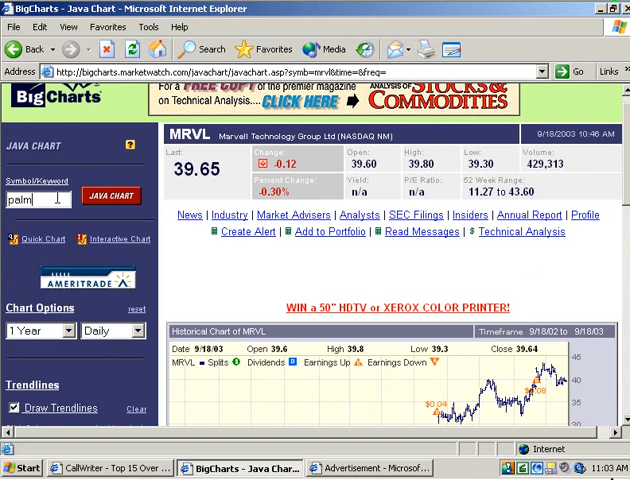 BigCharts - Java Chart - Microsoft Internet Explorer
File Edit View Favorites Tools Help
Back Search Favorites Media
Address http://bigcharts.marketwatch.com/javachart/javachart.asp?symb=mrvl&time=&freq= Go Links »
BigCharts
For a FREE COPY of the premier magazine
on Technical Analysis.... CLICK HERE
ANALYSIS OF
STOCKS &
COMMODITIES
JAVA CHART ?
Symbol/Keyword
palm JAVA CHART
Quick Chart Interactive Chart
AMERITRADE
Chart Options reset
1 Year Daily
Trendlines
Draw Trendlines Clear
MRVL Marvell Technology Group Ltd (NASDAQ NM) 9/18/2003 10:46 AM
Last: Change: Open: High: Low: Volume:
39.65 -0.12 39.60 39.80 39.30 429,313
Percent Change: Yield: P/E Ratio: 52 Week Range:
-0.30% n/a n/a 11.27 to 43.60
News | Industry | Market Advisers | Analysts | SEC Filings | Insiders | Annual Report | Profile
Create Alert | Add to Portfolio | Read Messages | $ Technical Analysis
WIN a 50" HDTV or XEROX COLOR PRINTER!
Historical Chart of MRVL Timeframe 9/18/02 to 9/18/03
Date 9/18/03 Open 39.6 High 39.8 Low 39.3 Close 39.64
MRVL Splits Dividends D Earnings Up Earnings Down
45
40
35
30
$0.04
$0.08
Internet
Start CallWriter - Top 15 Over ... BigCharts - Java Char... Advertisement - Microsof... 11:03 AM